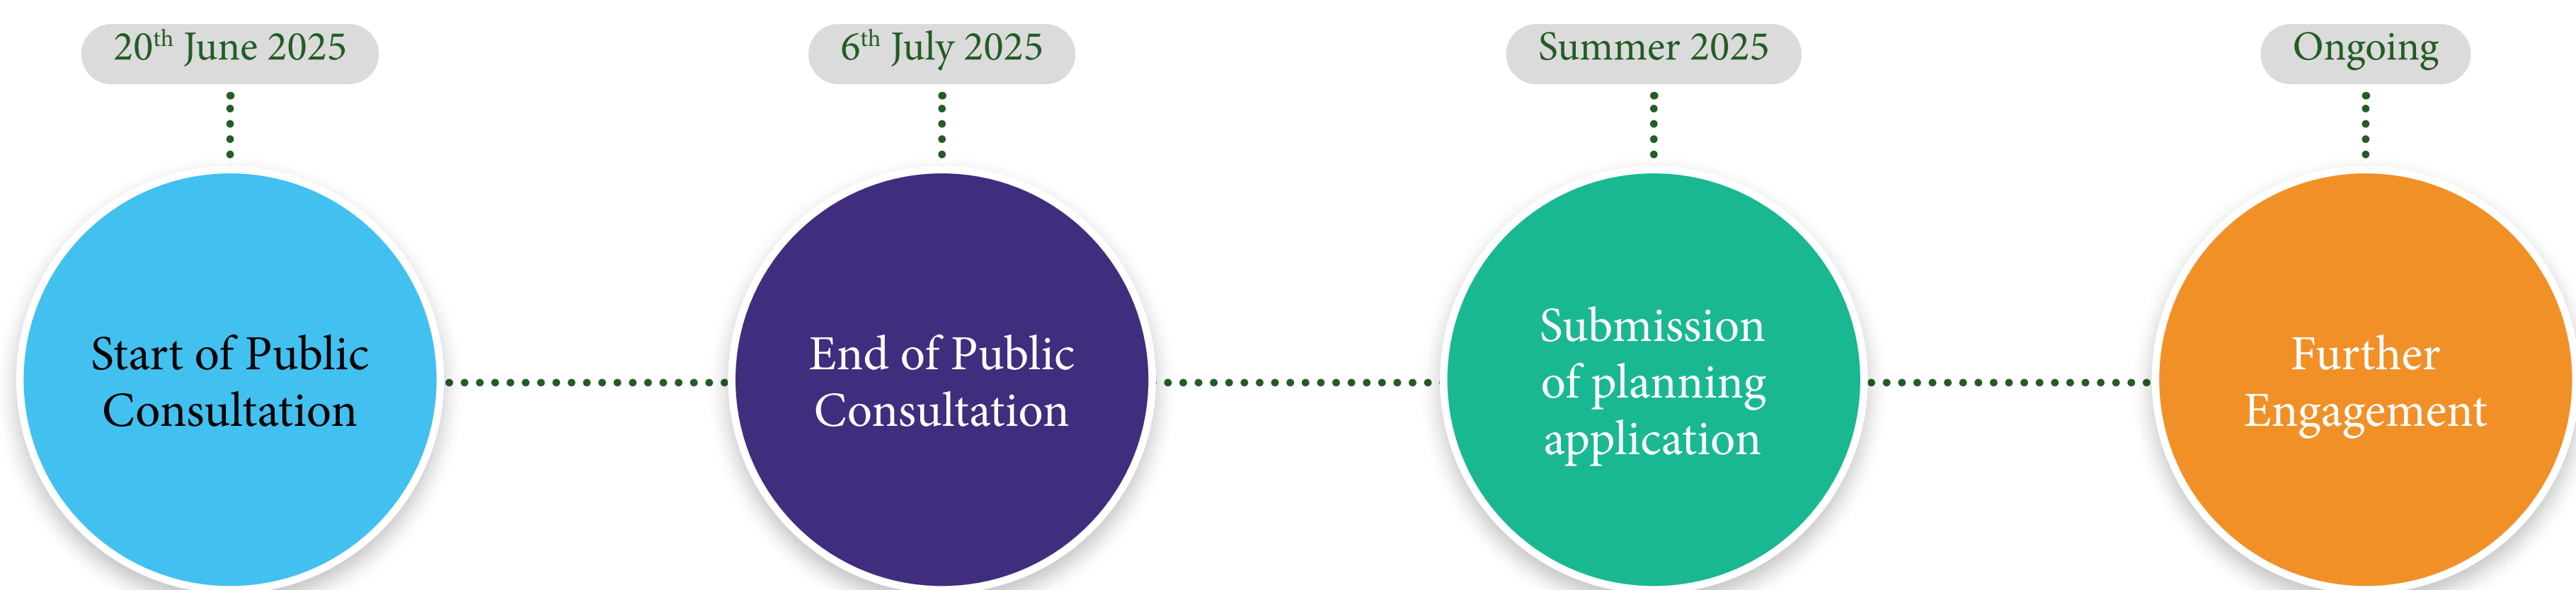 20th June 2025
6th July 2025
Summer 2025
Ongoing
Start of Public
Consultation
End of Public
Consultation
Submission
of planning
application
Further
Engagement